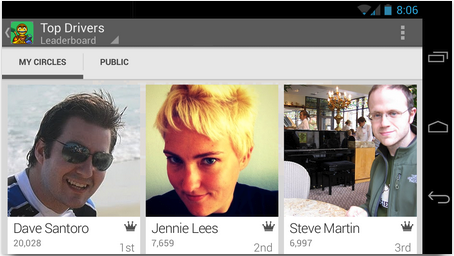 8:06
Top Drivers
Leaderboard
MY CIRCLES
PUBLIC
Dave Santoro
20,028
1st
Jennie Lees
7,659
2nd
Steve Martin
6,997
3rd